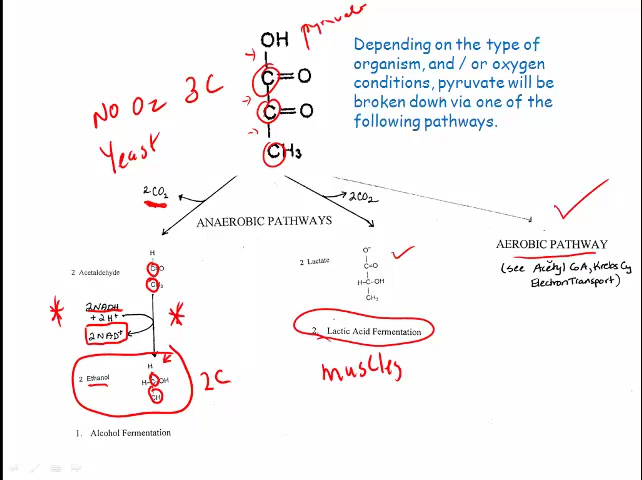 pyruvate
OH
C=O
C=O
CH3
NO O2 3C
Yeast
Depending on the type of
organism, and / or oxygen
conditions, pyruvate will be
broken down via one of the
following pathways.
2CO2
2CO2
ANAEROBIC PATHWAYS
AEROBIC PATHWAY
(see Acetyl CoA, Krebs Cy
Electron Transport)
2 Acetaldehyde
H
C=O
CH3
2NADH
+ 2H+
2NAD+
2 Ethanol
H
H-C-OH
CH3
2C
1. Alcohol Fermentation
2 Lactate
O-
C=O
H-C-OH
CH3
2. Lactic Acid Fermentation
muscles